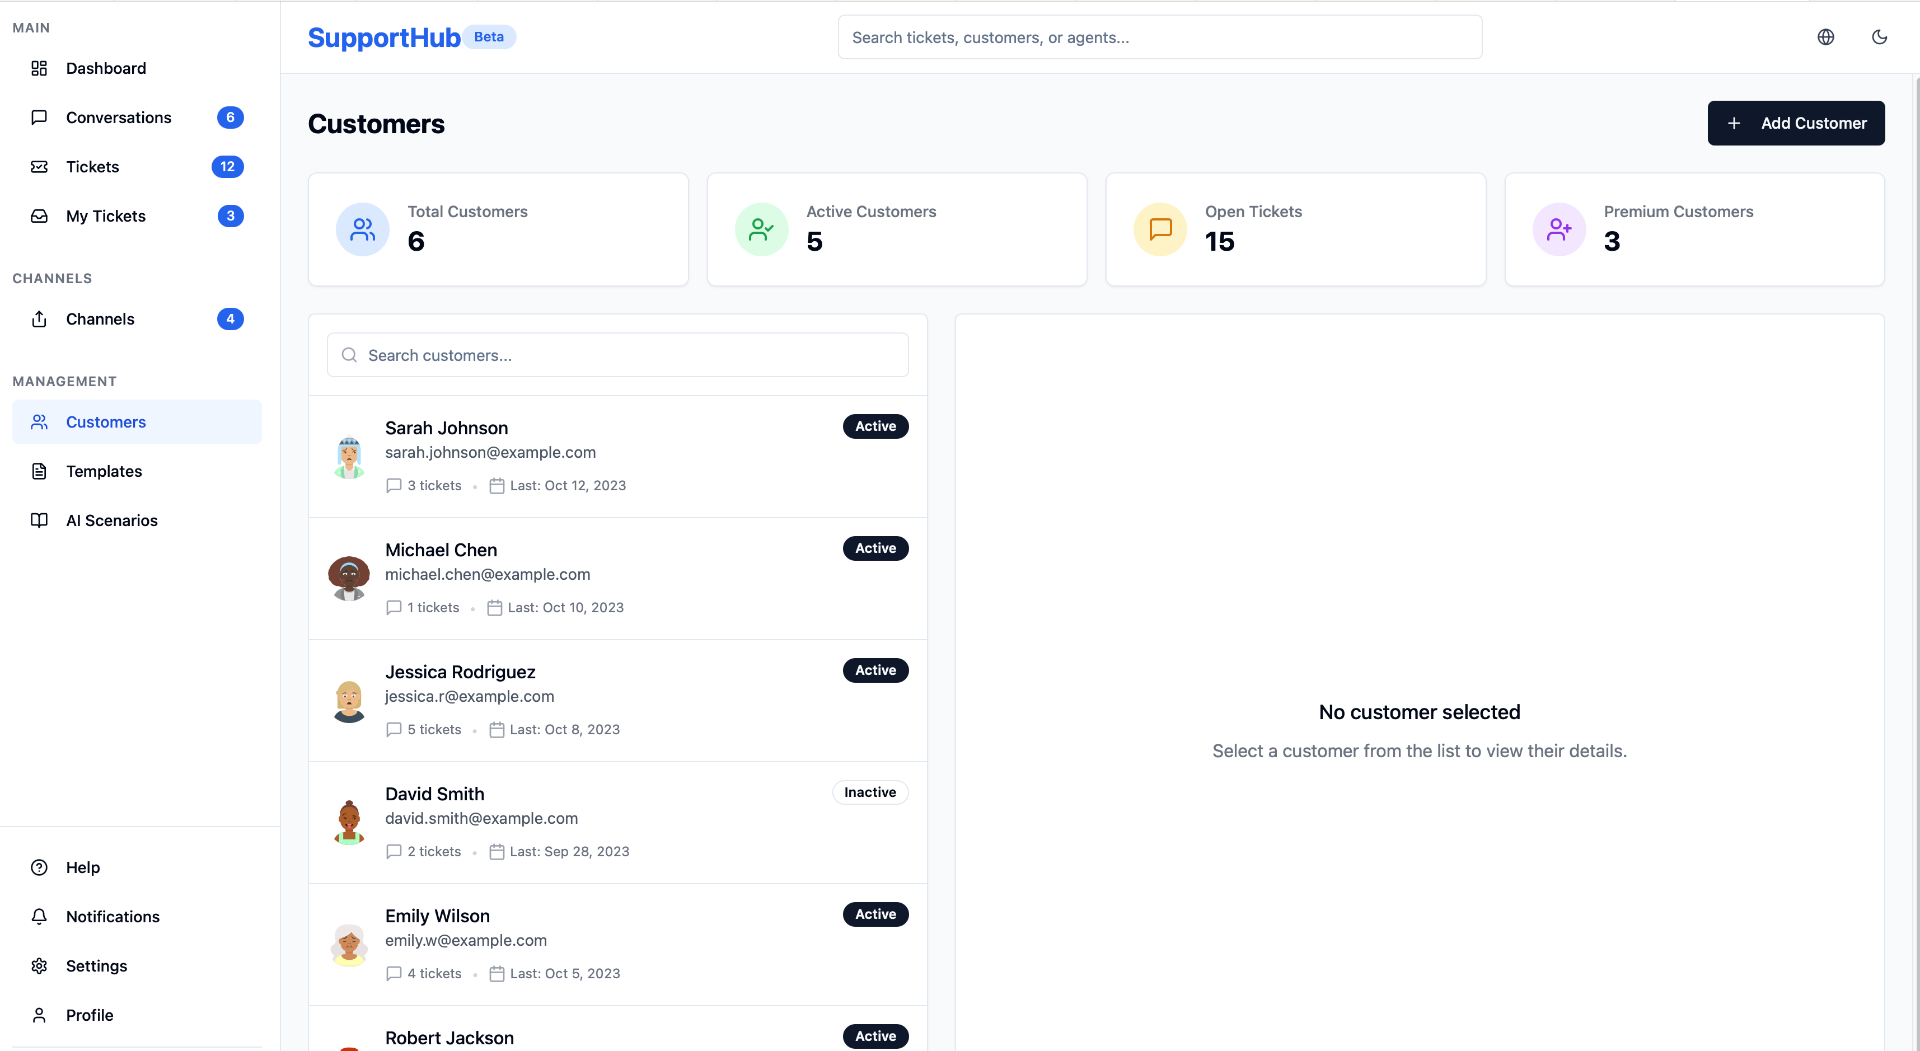 MAIN
Dashboard
Conversations 6
Tickets 12
My Tickets 3
CHANNELS
Channels 4
MANAGEMENT
Customers
Templates
AI Scenarios
Help
Notifications
Settings
Profile
SupportHub Beta
Search tickets, customers, or agents...
Customers
+ Add Customer
Total Customers
6
Active Customers
5
Open Tickets
15
Premium Customers
3
Search customers...
Sarah Johnson Active
sarah.johnson@example.com
3 tickets • Last: Oct 12, 2023
Michael Chen Active
michael.chen@example.com
1 tickets • Last: Oct 10, 2023
Jessica Rodriguez Active
jessica.r@example.com
5 tickets • Last: Oct 8, 2023
David Smith Inactive
david.smith@example.com
2 tickets • Last: Sep 28, 2023
Emily Wilson Active
emily.w@example.com
4 tickets • Last: Oct 5, 2023
Robert Jackson Active
No customer selected
Select a customer from the list to view their details.